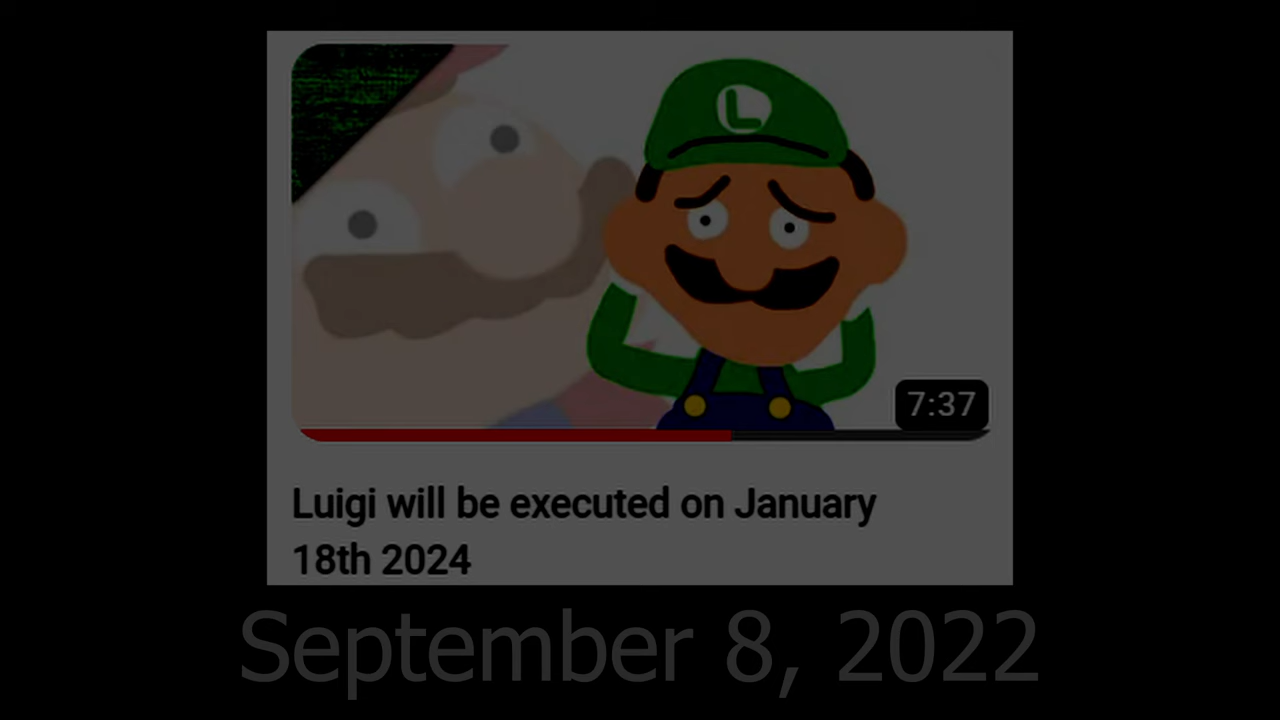 L
7:37
Luigi will be executed on January
18th 2024
September 8, 2022